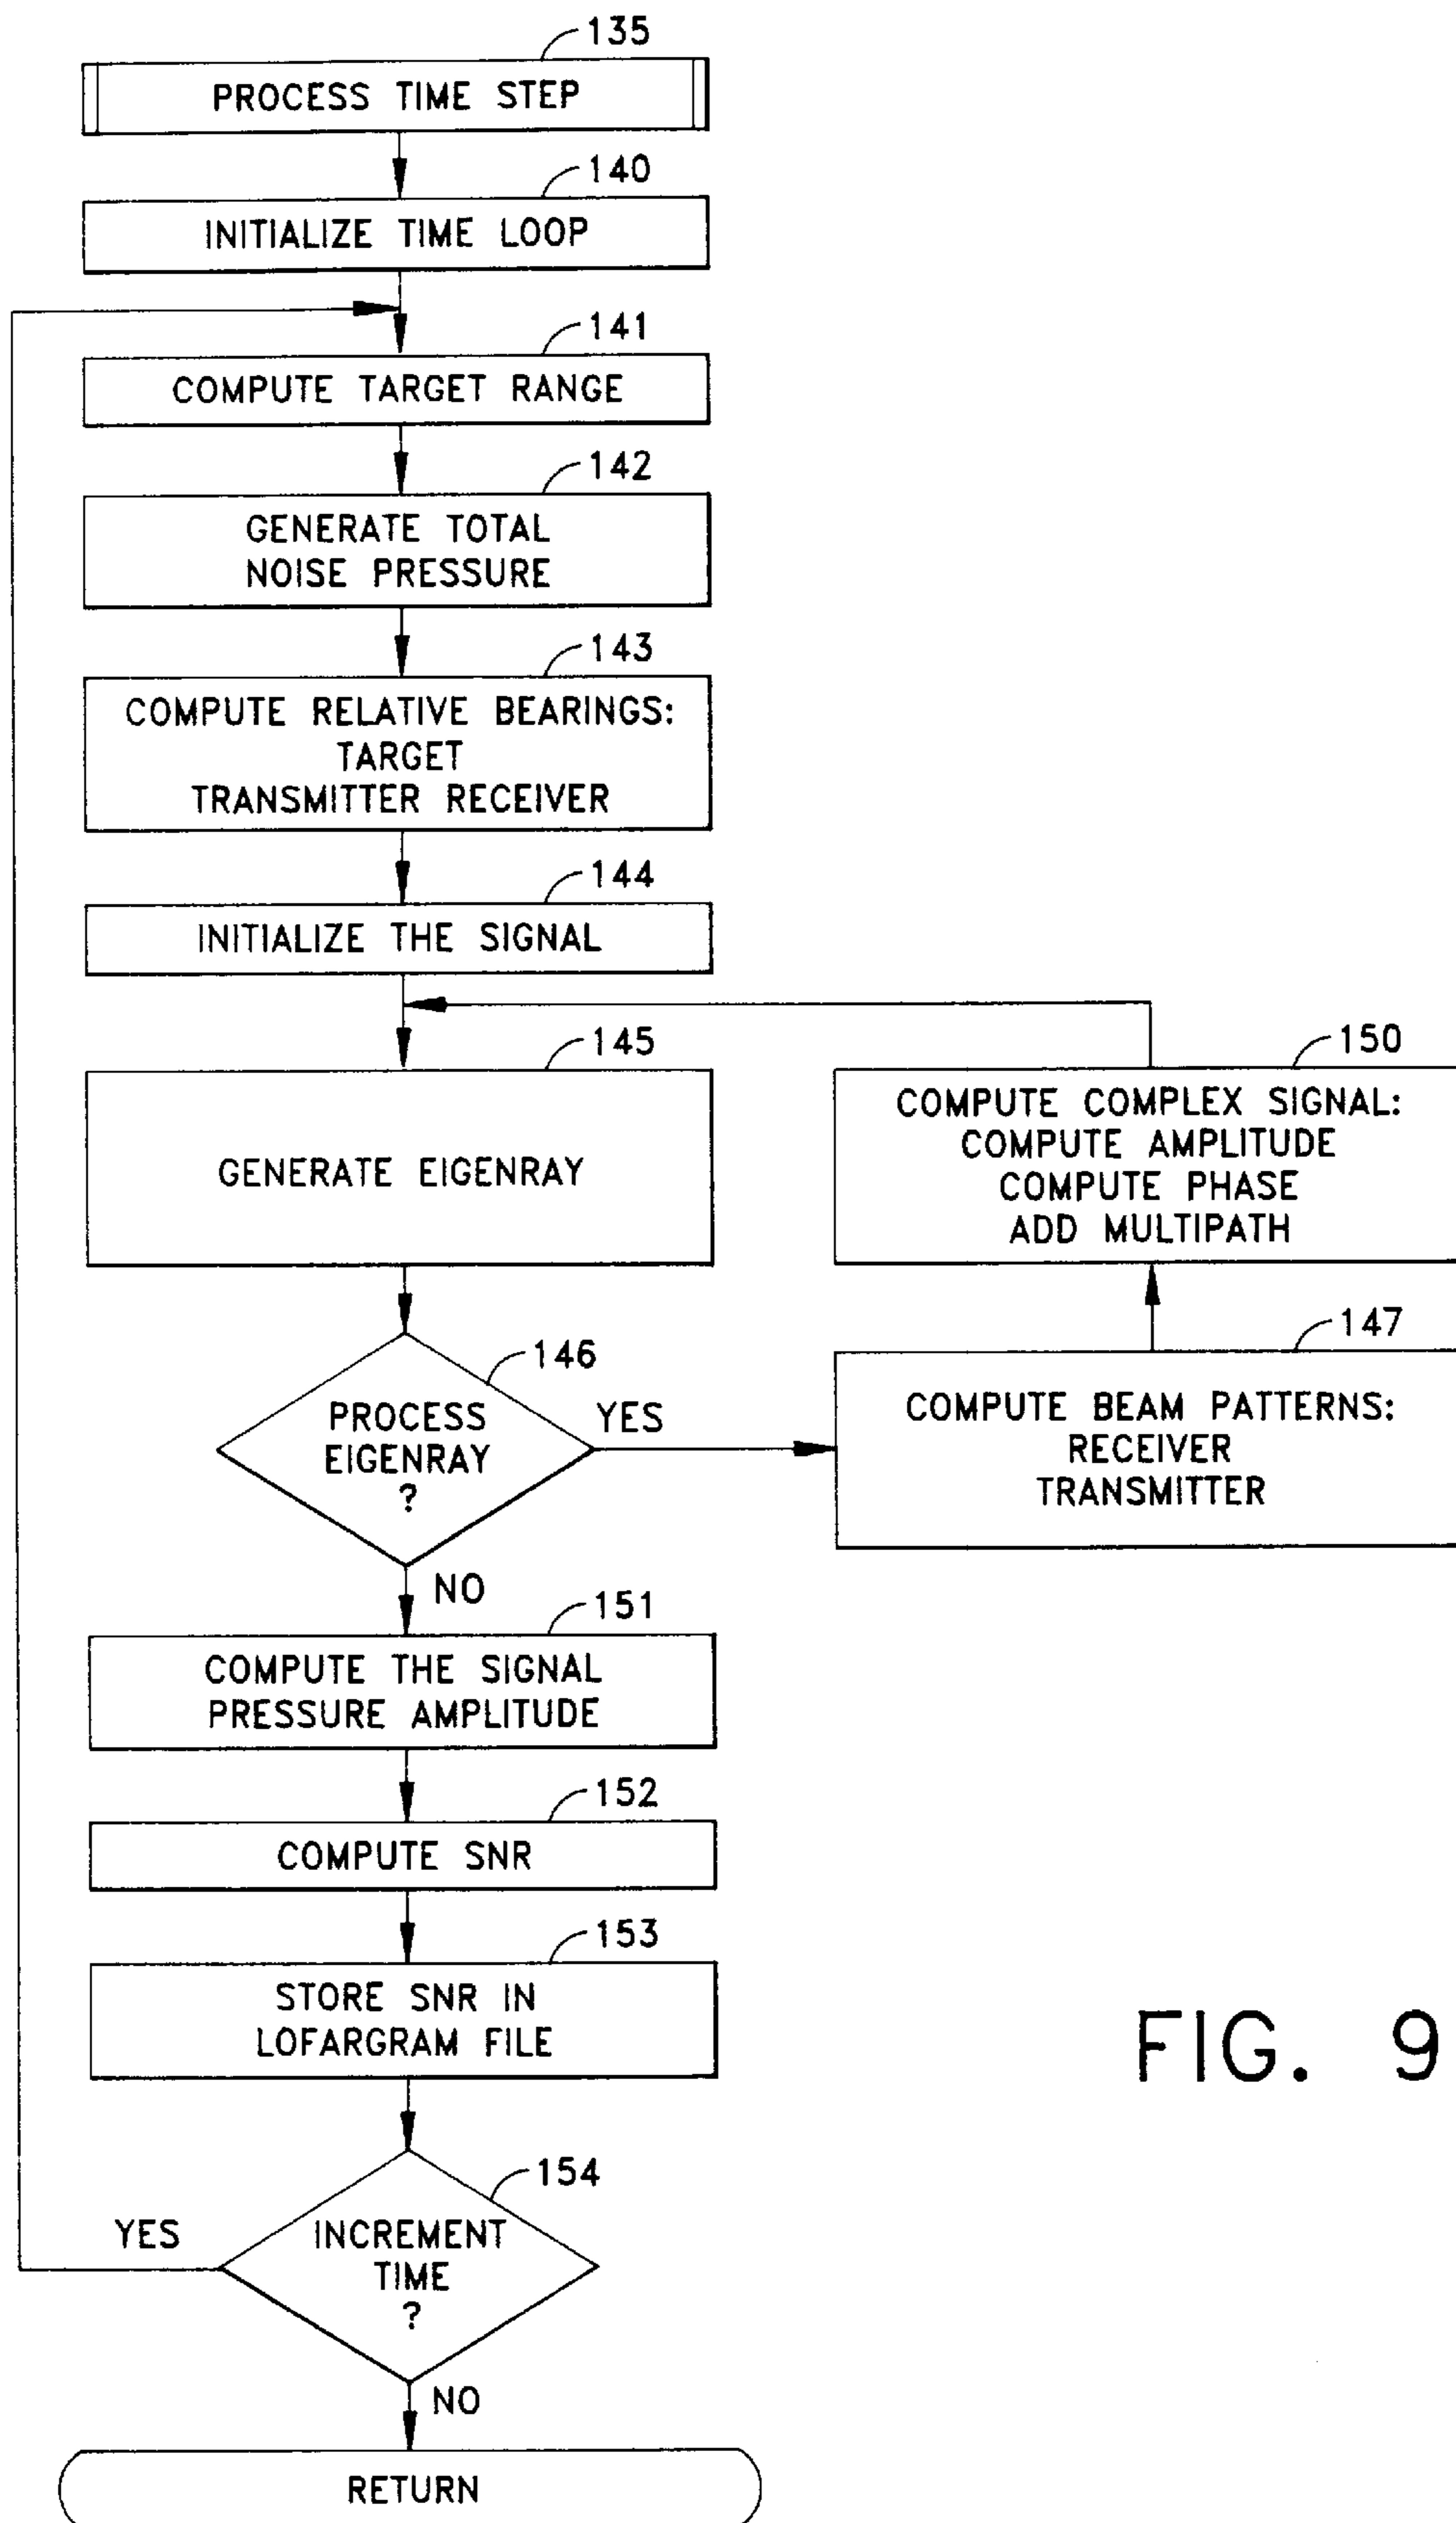 135
PROCESS TIME STEP
140
INITIALIZE TIME LOOP
141
COMPUTE TARGET RANGE
142
GENERATE TOTAL
NOISE PRESSURE
143
COMPUTE RELATIVE BEARINGS:
TARGET
TRANSMITTER RECEIVER
144
INITIALIZE THE SIGNAL
145
GENERATE EIGENRAY
150
COMPUTE COMPLEX SIGNAL:
COMPUTE AMPLITUDE
COMPUTE PHASE
ADD MULTIPATH
146
PROCESS
EIGENRAY
?
YES
147
COMPUTE BEAM PATTERNS:
RECEIVER
TRANSMITTER
NO
151
COMPUTE THE SIGNAL
PRESSURE AMPLITUDE
152
COMPUTE SNR
153
STORE SNR IN
LOFARGRAM FILE
FIG. 9
154
YES
INCREMENT
TIME
?
NO
RETURN